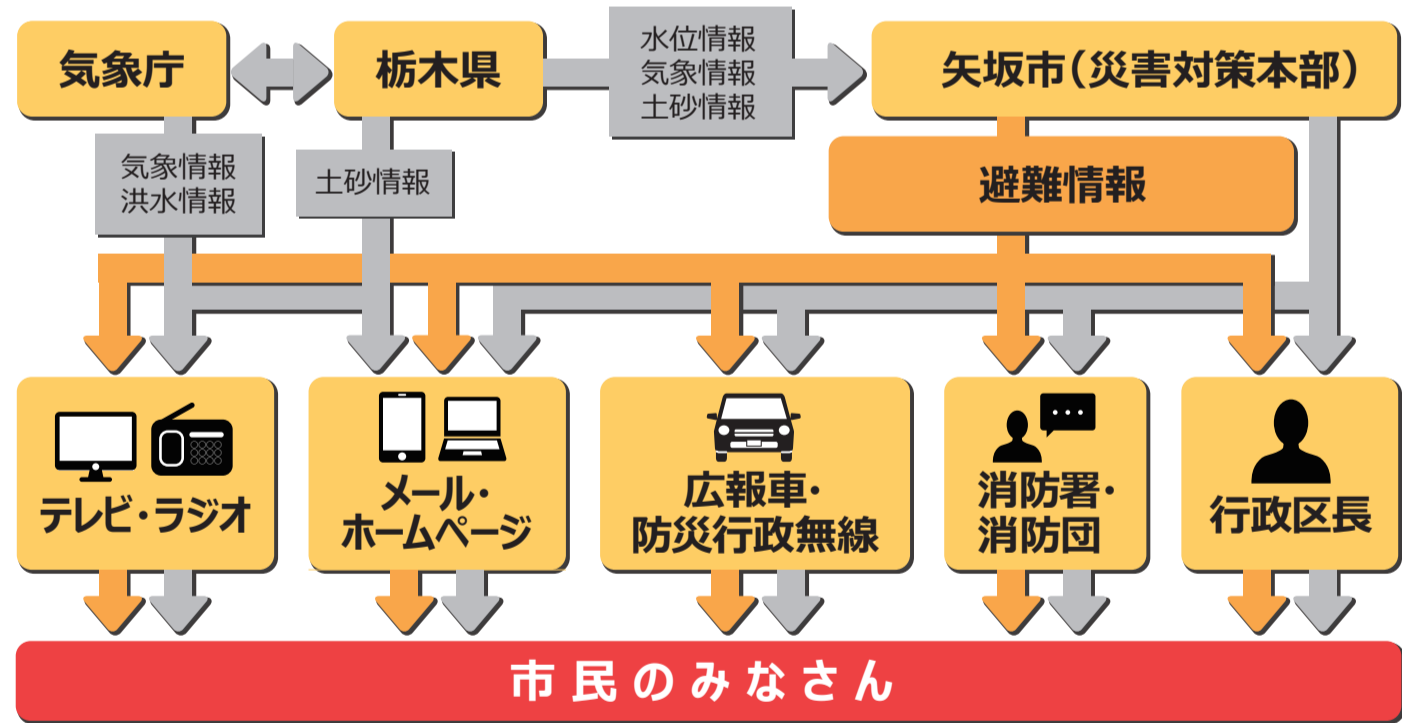 気象庁
栃木県
水位情報
気象情報
土砂情報
矢坂市(災害対策本部)
気象情報
洪水情報
土砂情報
避難情報
テレビ・ラジオ
メール・
ホームページ
広報車・
防災行政無線
消防署・
消防団
行政区長
市民のみなさん